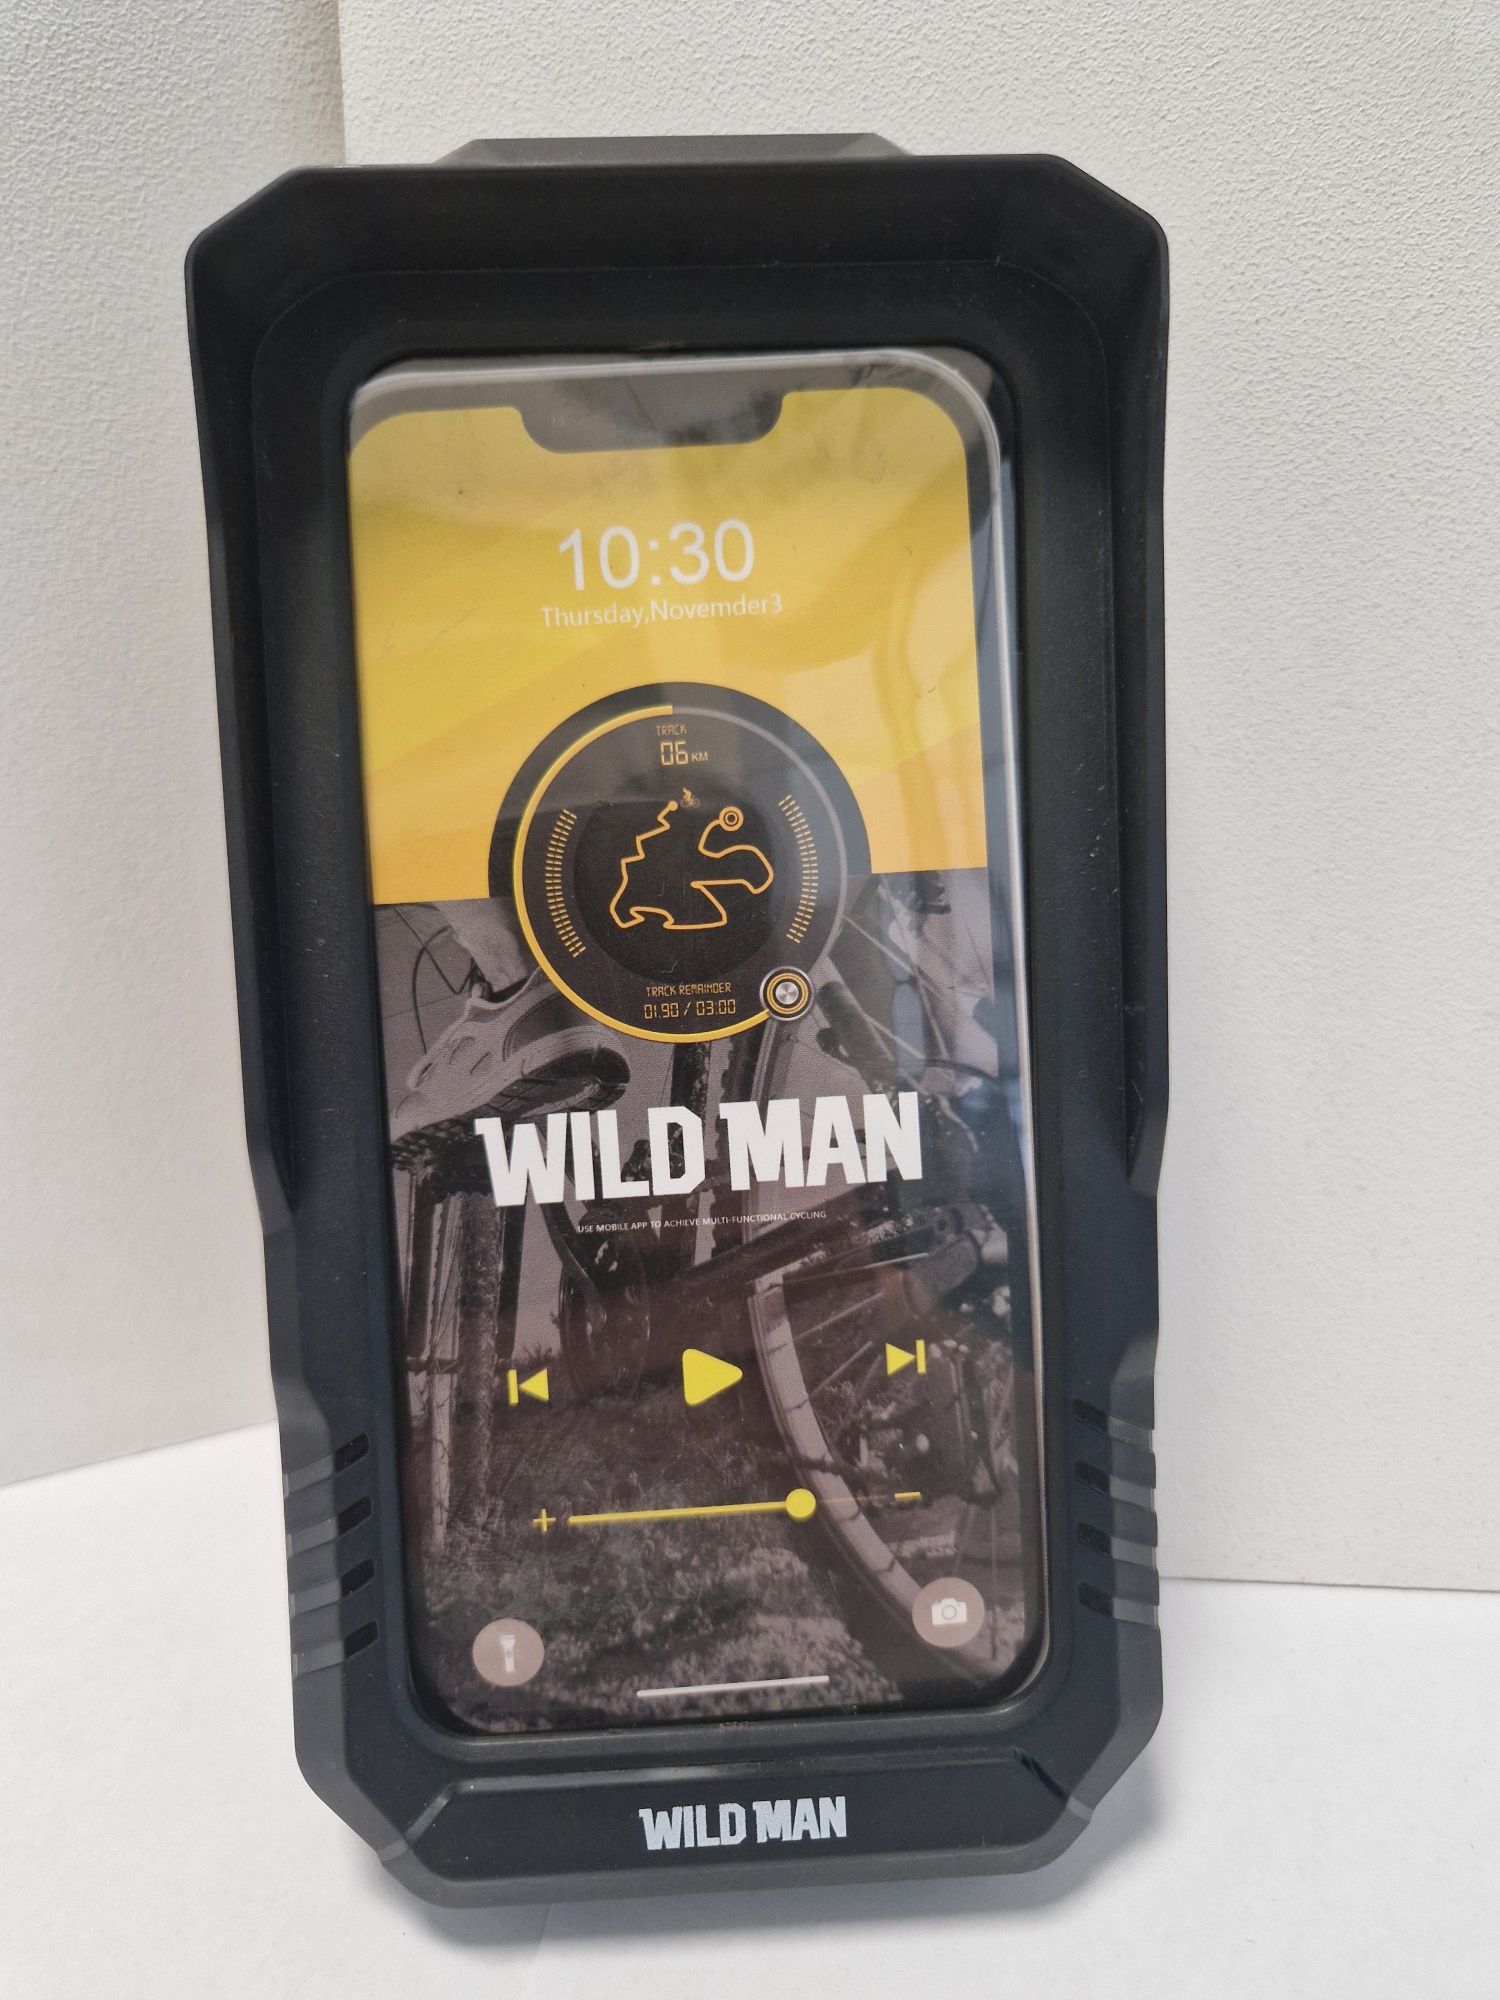 10:30
Thursday,Novemder3
TRACK
06 KM
TRACK REMAINDER
01.90 / 03:00
WILD MAN
USE MOBILE APP TO ACHIEVE MULTI-FUNCTIONAL CYCLING
WILD MAN